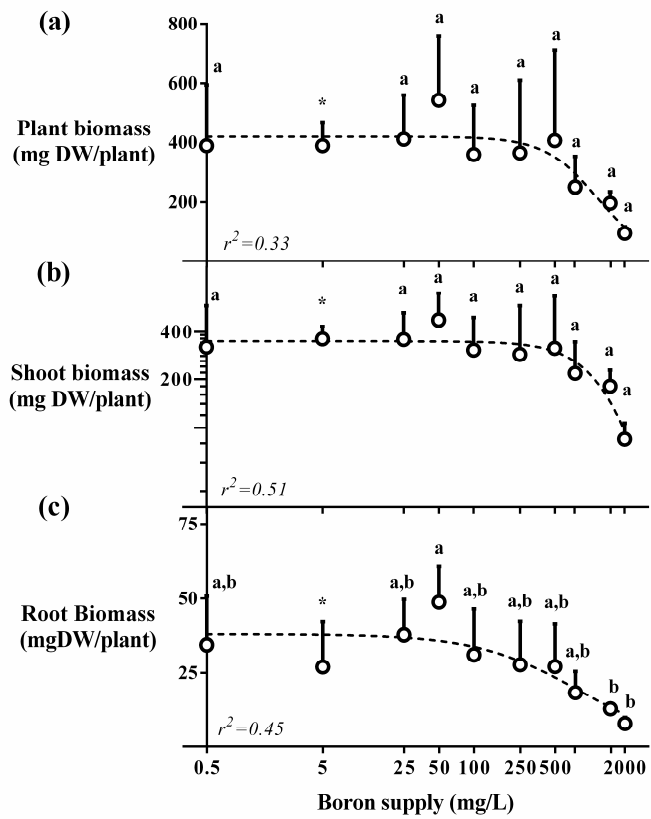 (a)
800
600
400
200
Plant biomass
(mg DW/plant)
a * a a a a a a a a
r²=0.33
(b)
400
200
Shoot biomass
(mg DW/plant)
a * a a a a a a a a
r²=0.51
(c)
75
50
25
Root Biomass
(mgDW/plant)
a,b * a,b a a,b a,b a,b a,b b b
r²=0.45
0.5 5 25 50 100 250 500 2000
Boron supply (mg/L)